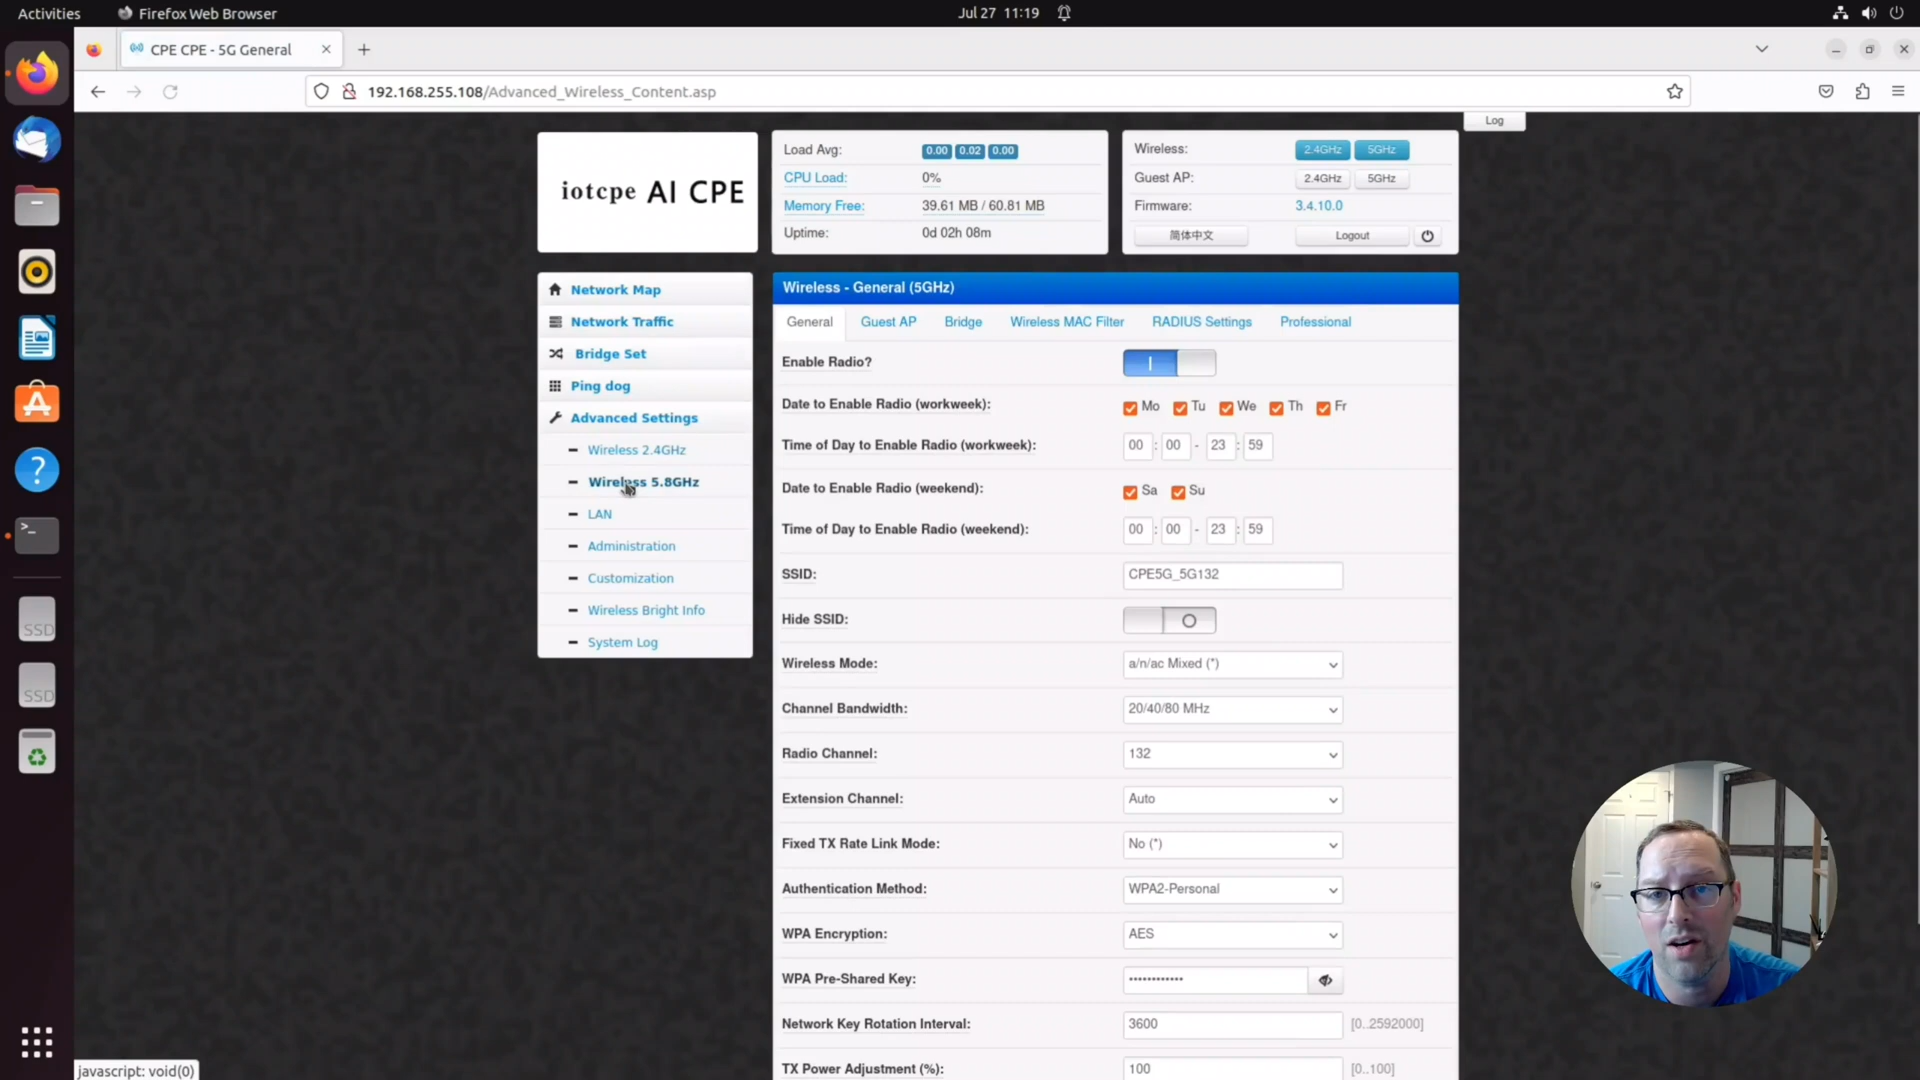 Activities
Firefox Web Browser
Jul 27 11:19
CPE CPE - 5G General
192.168.255.108/Advanced_Wireless_Content.asp
Log
iotcpe AI CPE
Load Avg: 0.00 0.02 0.00
CPU Load: 0%
Memory Free: 39.61 MB / 60.81 MB
Uptime: 0d 02h 08m
Wireless: 2.4GHz 5GHz
Guest AP: 2.4GHz 5GHz
Firmware: 3.4.10.0
简体中文 Logout
Network Map
Network Traffic
Bridge Set
Ping dog
Advanced Settings
Wireless 2.4GHz
Wireless 5.8GHz
LAN
Administration
Customization
Wireless Bright Info
System Log
Wireless - General (5GHz)
General Guest AP Bridge Wireless MAC Filter RADIUS Settings Professional
Enable Radio?
Date to Enable Radio (workweek): Mo Tu We Th Fr
Time of Day to Enable Radio (workweek): 00 : 00 - 23 : 59
Date to Enable Radio (weekend): Sa Su
Time of Day to Enable Radio (weekend): 00 : 00 - 23 : 59
SSID: CPE5G_5G132
Hide SSID:
Wireless Mode: a/n/ac Mixed (*)
Channel Bandwidth: 20/40/80 MHz
Radio Channel: 132
Extension Channel: Auto
Fixed TX Rate Link Mode: No (*)
Authentication Method: WPA2-Personal
WPA Encryption: AES
WPA Pre-Shared Key: ••••••••••••
Network Key Rotation Interval: 3600 [0..2592000]
TX Power Adjustment (%): 100 [0..100]
SSD
SSD
javascript: void(0)